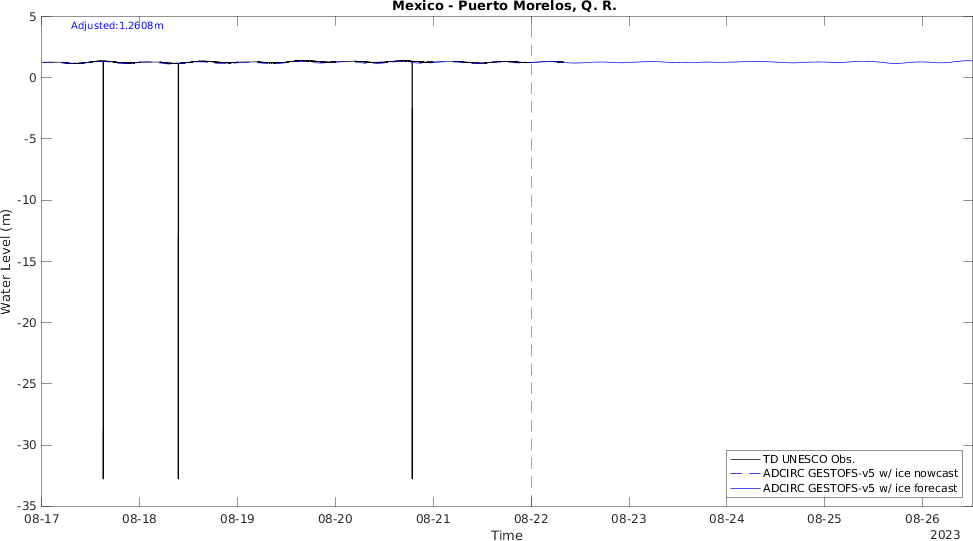 Mexico - Puerto Morelos, Q. R.
Adjusted:1.2608m
5
0
-5
-10
-15
-20
-25
-30
-35
Water Level (m)
TD UNESCO Obs.
ADCIRC GESTOFS-v5 w/ ice nowcast
ADCIRC GESTOFS-v5 w/ ice forecast
08-17 08-18 08-19 08-20 08-21 08-22 08-23 08-24 08-25 08-26
Time
2023